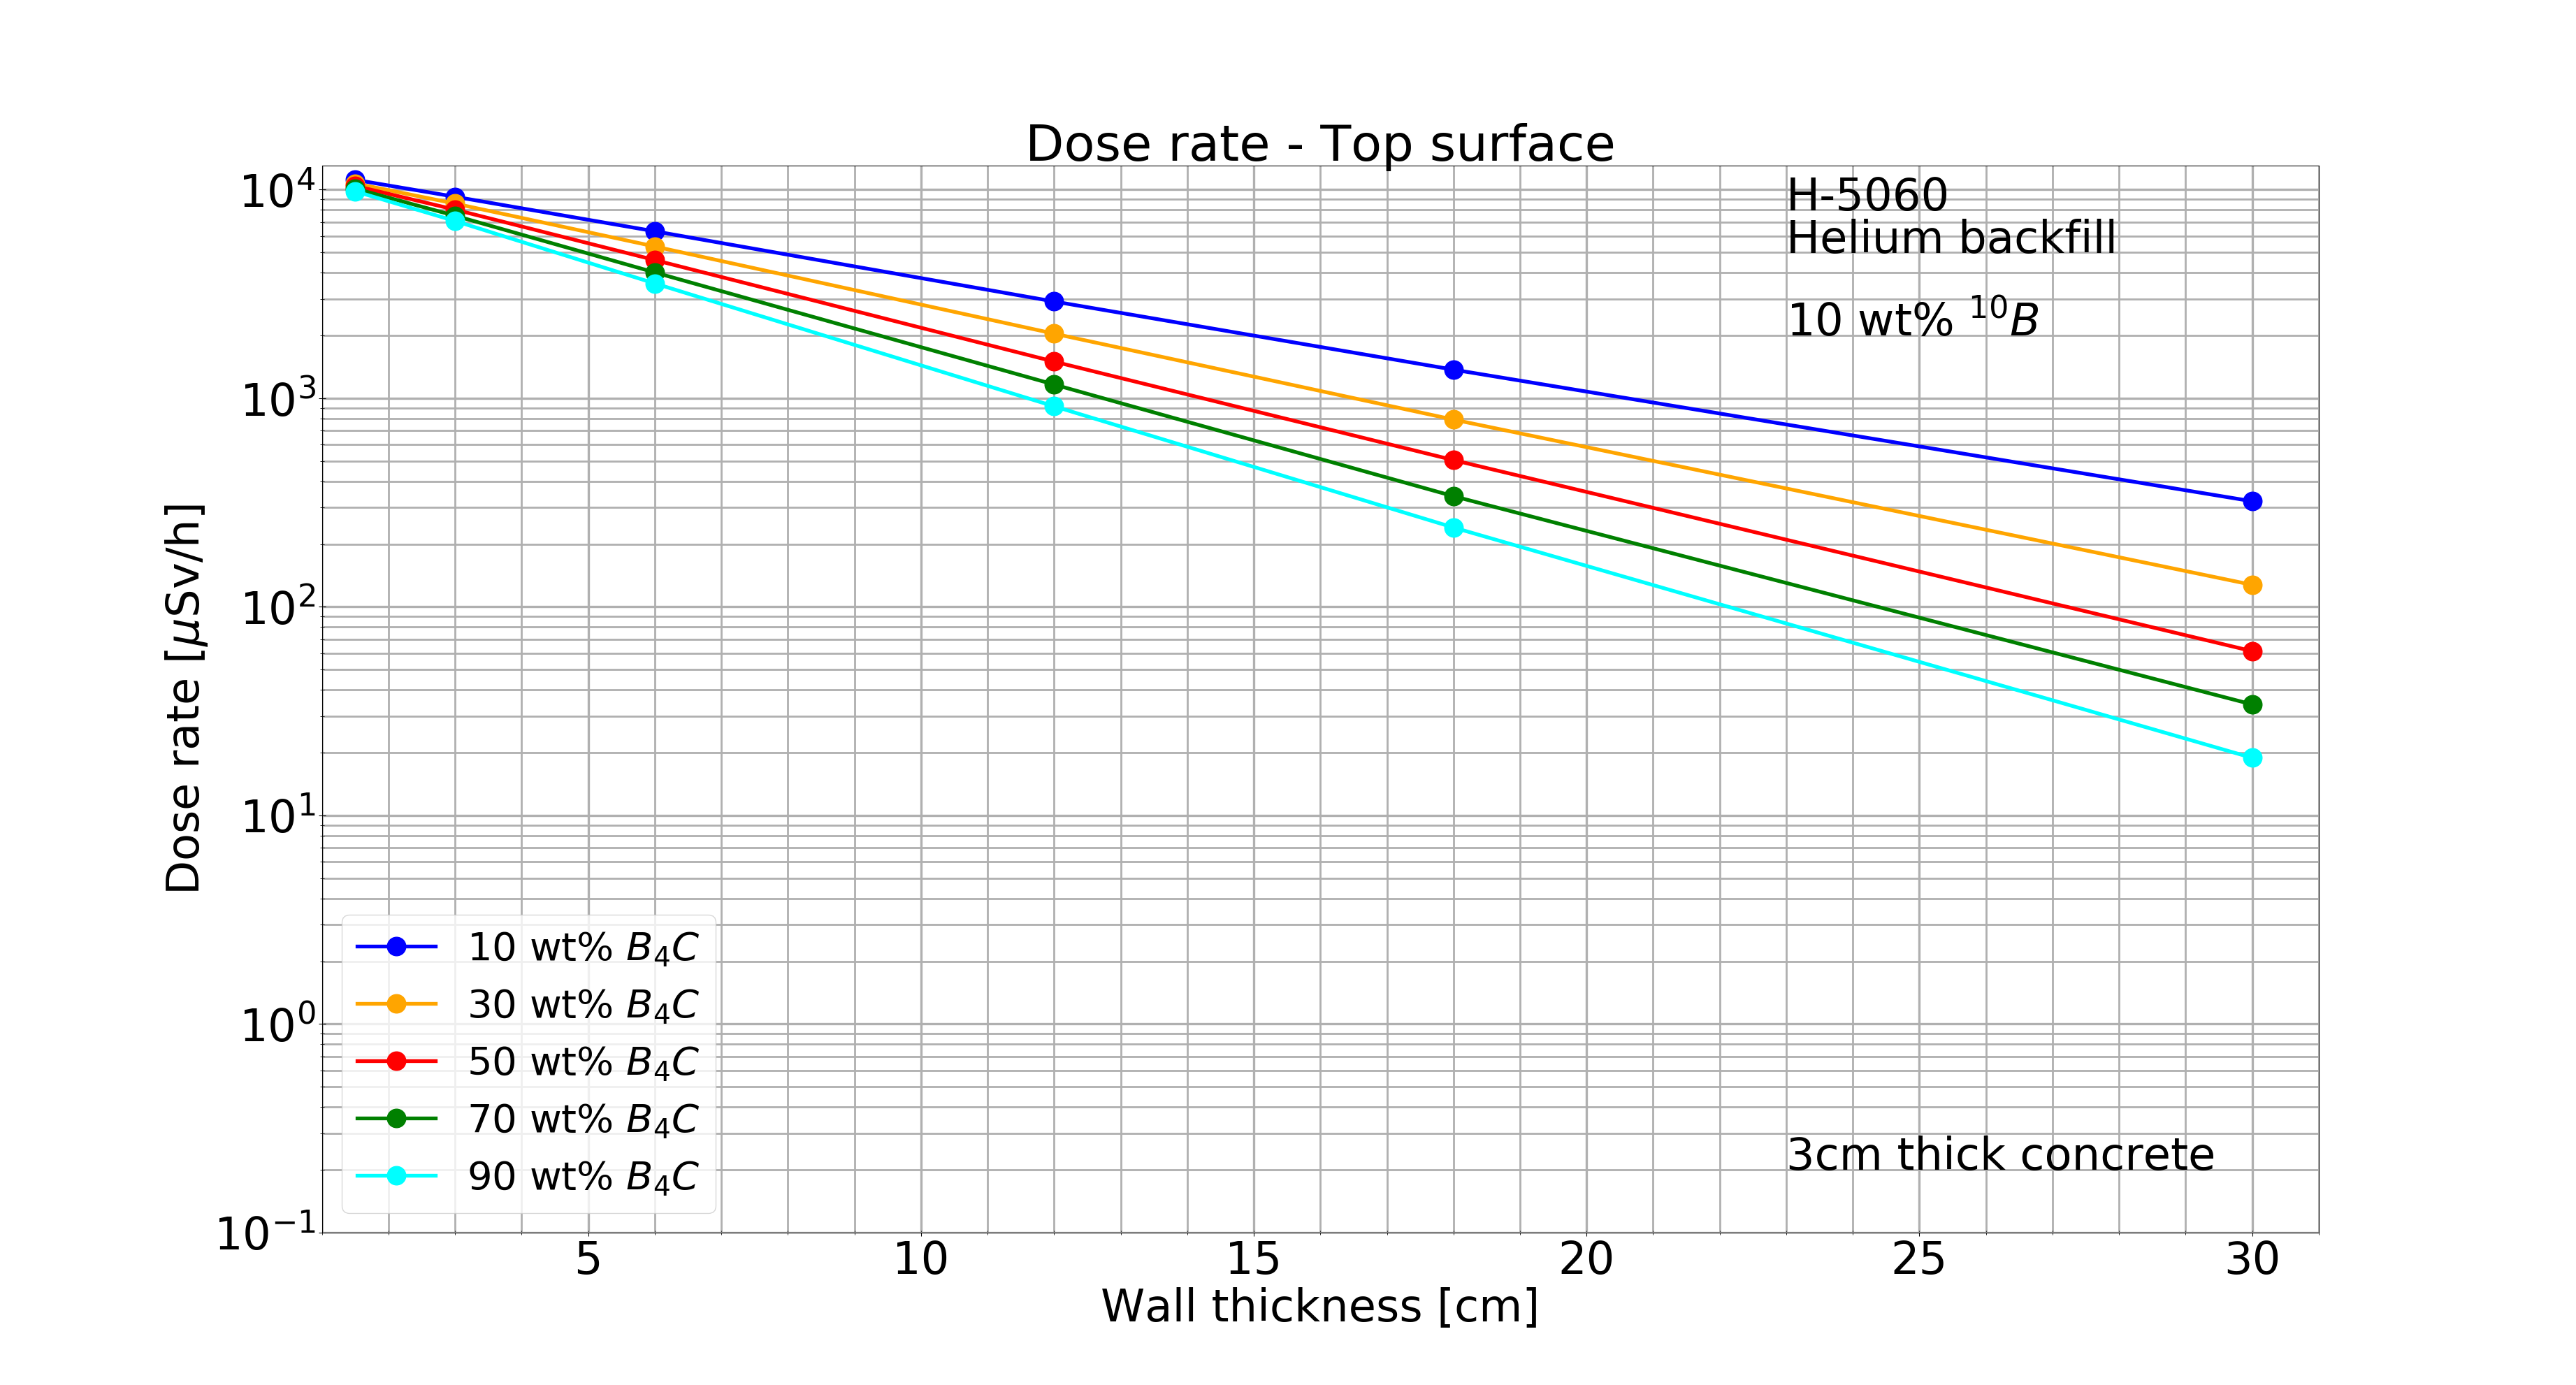 Dose rate - Top surface
H-5060
Helium backfill
10 wt% ¹⁰B
3cm thick concrete
Dose rate [μSv/h]
10⁴
10³
10²
10¹
10⁰
10⁻¹
10 wt% B₄C
30 wt% B₄C
50 wt% B₄C
70 wt% B₄C
90 wt% B₄C
5 10 15 20 25 30
Wall thickness [cm]